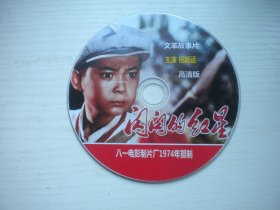 文革故事片
主演 祝新运
高清版
闪闪的红星
八一电影制片厂1974年摄制